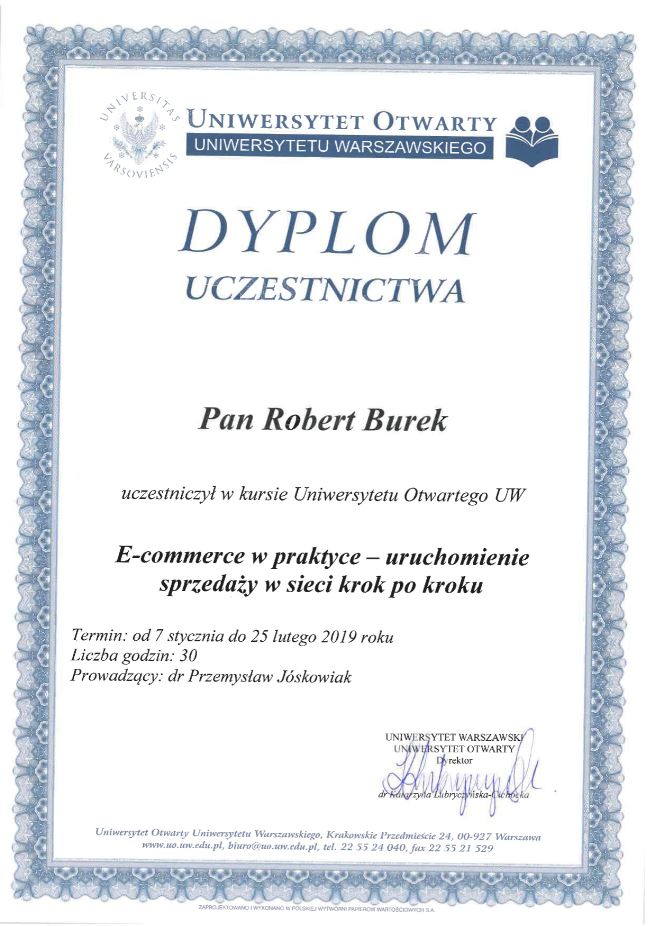 UNIVERSITAS
VARSOVIENSIS
UNIWERSYTET OTWARTY
UNIWERSYTETU WARSZAWSKIEGO
DYPLOM
UCZESTNICTWA
Pan Robert Burek
uczestniczył w kursie Uniwersytetu Otwartego UW
E-commerce w praktyce – uruchomienie
sprzedaży w sieci krok po kroku
Termin: od 7 stycznia do 25 lutego 2019 roku
Liczba godzin: 30
Prowadzący: dr Przemysław Jóskowiak
UNIWERSYTET WARSZAWSKI
UNIWERSYTET OTWARTY
Dyrektor
dr Katarzyna Lubryczyńska-Cichocka
Uniwersytet Otwarty Uniwersytetu Warszawskiego, Krakowskie Przedmieście 24, 00-927 Warszawa
www.uo.uw.edu.pl, biuro@uo.uw.edu.pl, tel. 22 55 24 040, fax 22 55 21 529
ZAPROJEKTOWANO I WYKONANO W POLSKIEJ WYTWÓRNI PAPIERÓW WARTOŚCIOWYCH S.A.